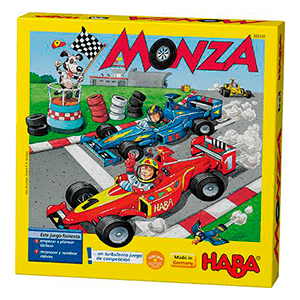 MONZA
HABA
Este juego fomenta
• empezar a planear
tácticas
• reconocer y nombrar
colores
!
... un turbulento juego
de competición
Made in
Germany
HABA